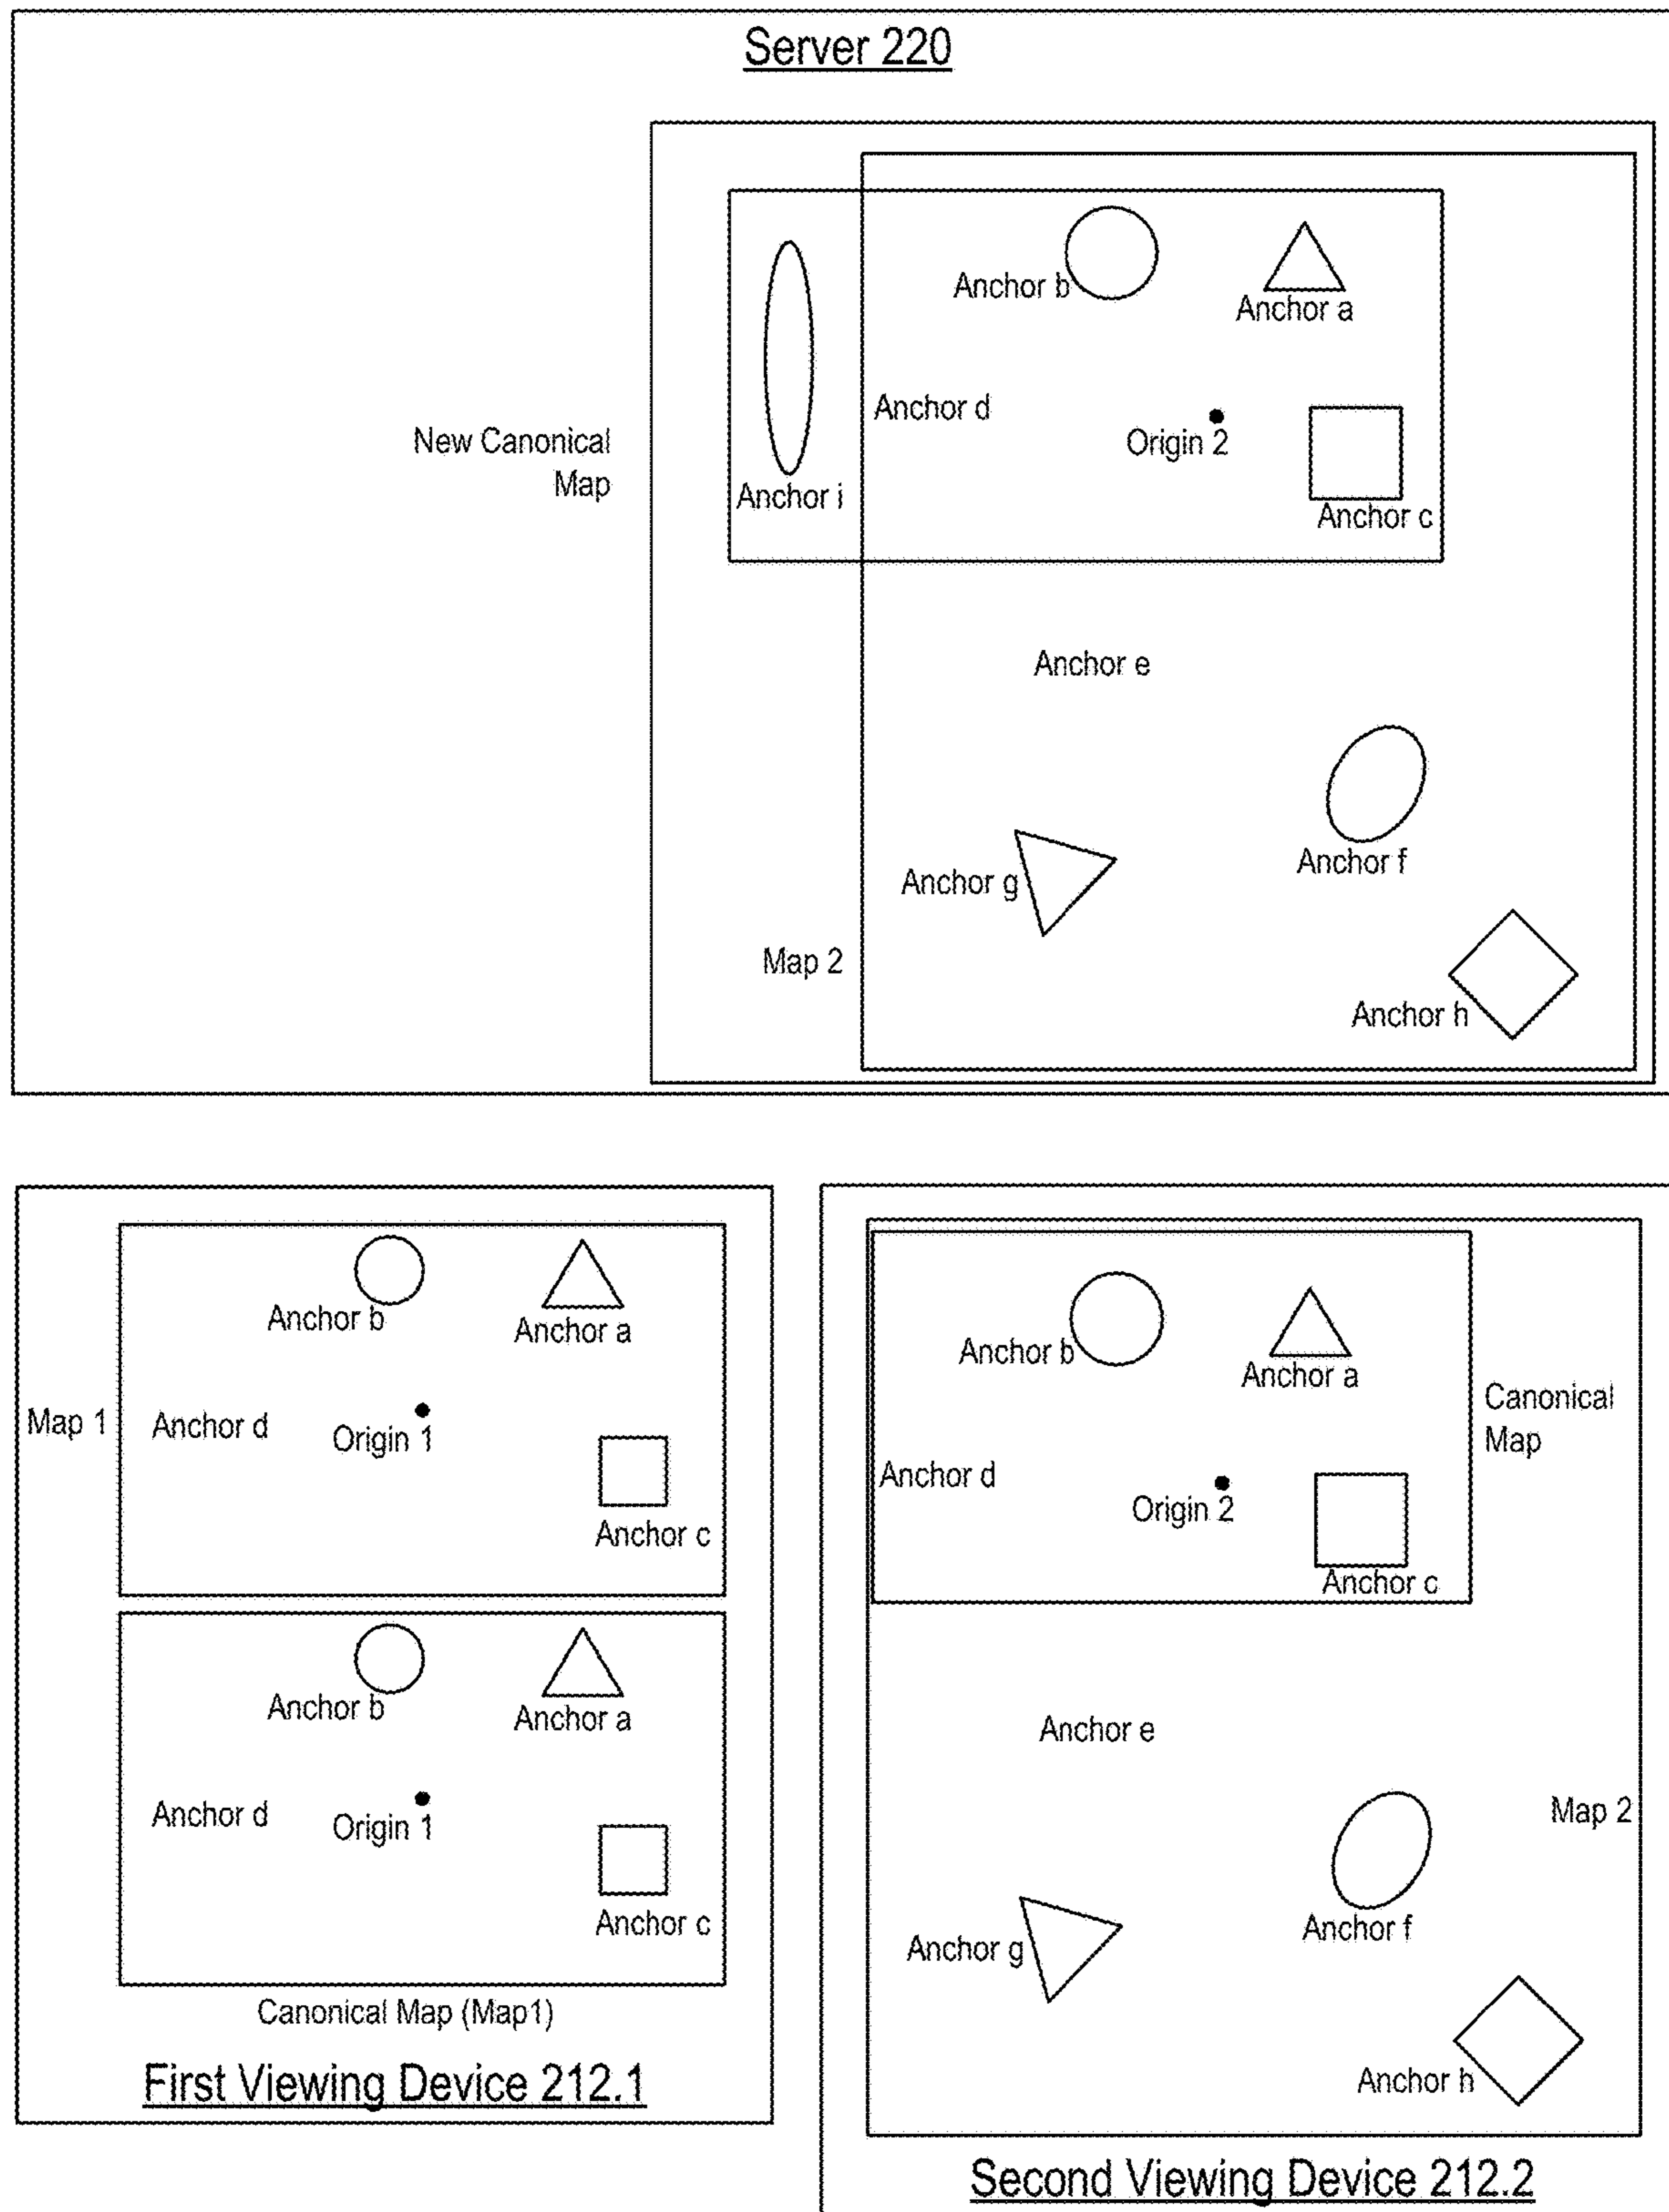 Server 220
Anchor b
Anchor a
Anchor d
Origin 2
New Canonical
Map
Anchor i
Anchor c
Anchor e
Anchor f
Anchor g
Map 2
Anchor h
Anchor b
Anchor a
Map 1
Anchor d
Origin 1
Anchor c
Anchor b
Anchor a
Anchor d
Origin 1
Anchor c
Canonical Map (Map1)
First Viewing Device 212.1
Anchor b
Anchor a
Canonical
Map
Anchor d
Origin 2
Anchor c
Anchor e
Map 2
Anchor f
Anchor g
Anchor h
Second Viewing Device 212.2